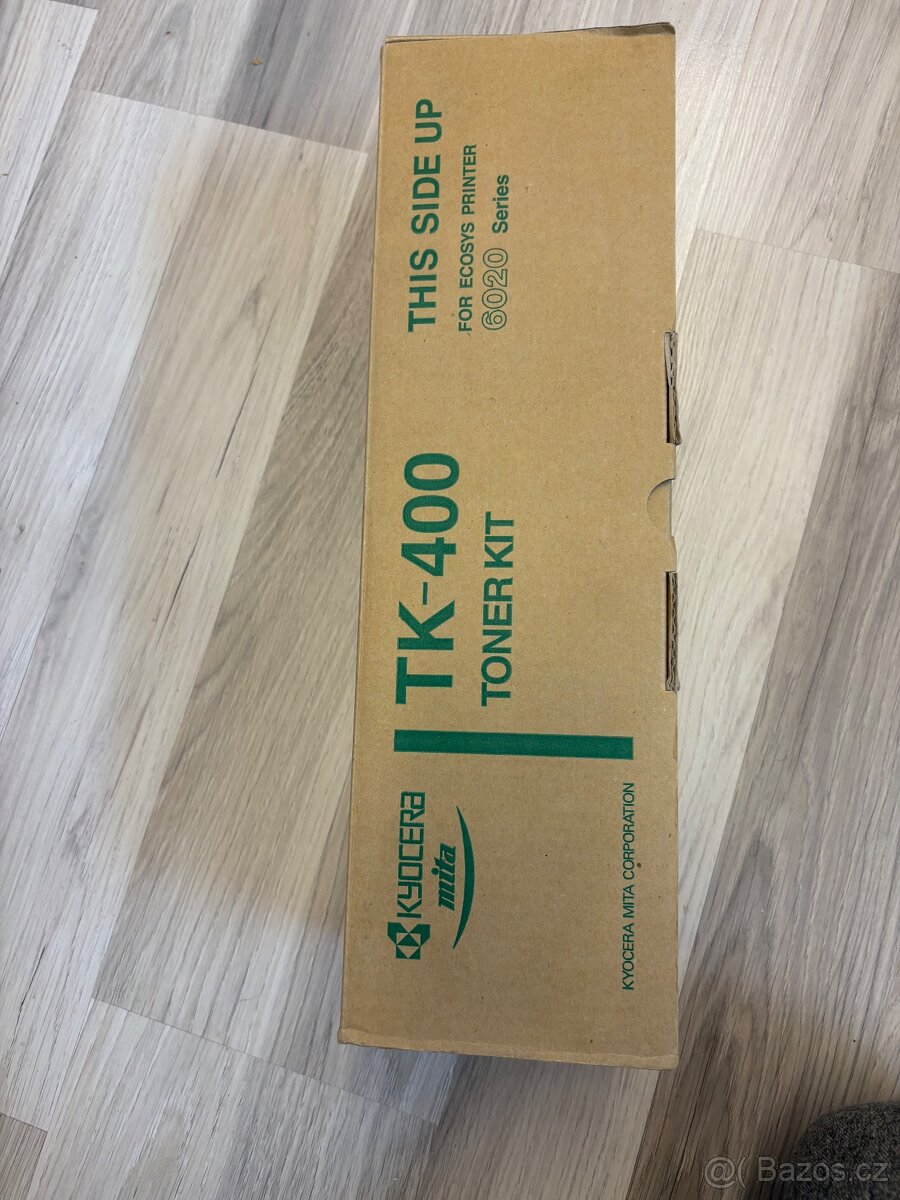 KYOCERA
mita
KYOCERA MITA CORPORATION
TK-400
TONER KIT
THIS SIDE UP
FOR ECOSYS PRINTER
6020 Series
@( Bazos.cz